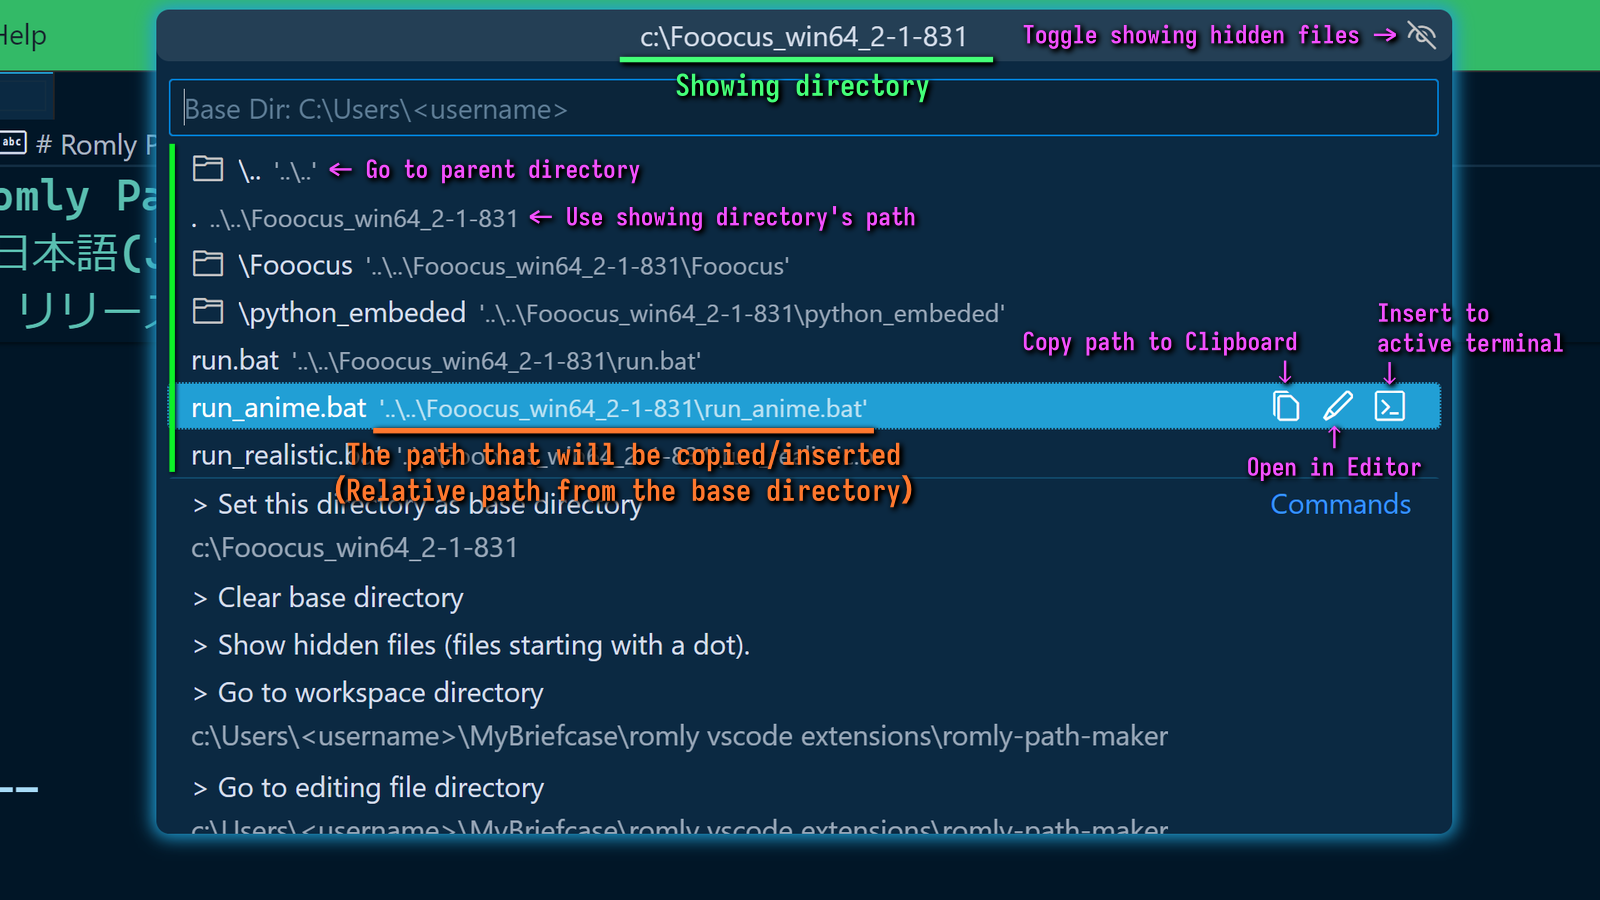 Help
c:\Fooocus_win64_2-1-831
Toggle showing hidden files →
Showing directory
Base Dir: C:\Users\<username>
abc # Romly P
\.. '..\..' ← Go to parent directory
omly Pa
. ..\..\Fooocus_win64_2-1-831 ← Use showing directory's path
日本語(J
\Fooocus '..\..\Fooocus_win64_2-1-831\Fooocus'
リリース
\python_embeded '..\..\Fooocus_win64_2-1-831\python_embeded'
Insert to
active terminal
Copy path to Clipboard
run.bat '..\..\Fooocus_win64_2-1-831\run.bat'
run_anime.bat '..\..\Fooocus_win64_2-1-831\run_anime.bat'
run_realistic.
The path that will be copied/inserted
(Relative path from the base directory)
Open in Editor
> Set this directory as base directory
Commands
c:\Fooocus_win64_2-1-831
> Clear base directory
> Show hidden files (files starting with a dot).
> Go to workspace directory
c:\Users\<username>\MyBriefcase\romly vscode extensions\romly-path-maker
> Go to editing file directory
c:\Users\<username>\MyBriefcase\romly vscode extensions\romly-path-maker